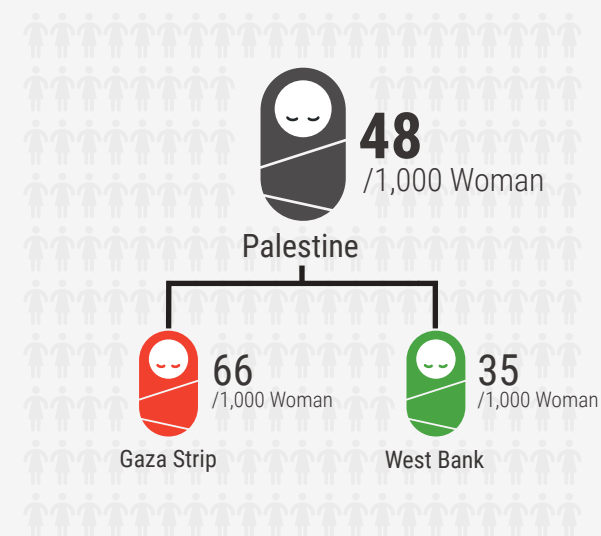 48
/1,000 Woman
Palestine
66
/1,000 Woman
Gaza Strip
35
/1,000 Woman
West Bank